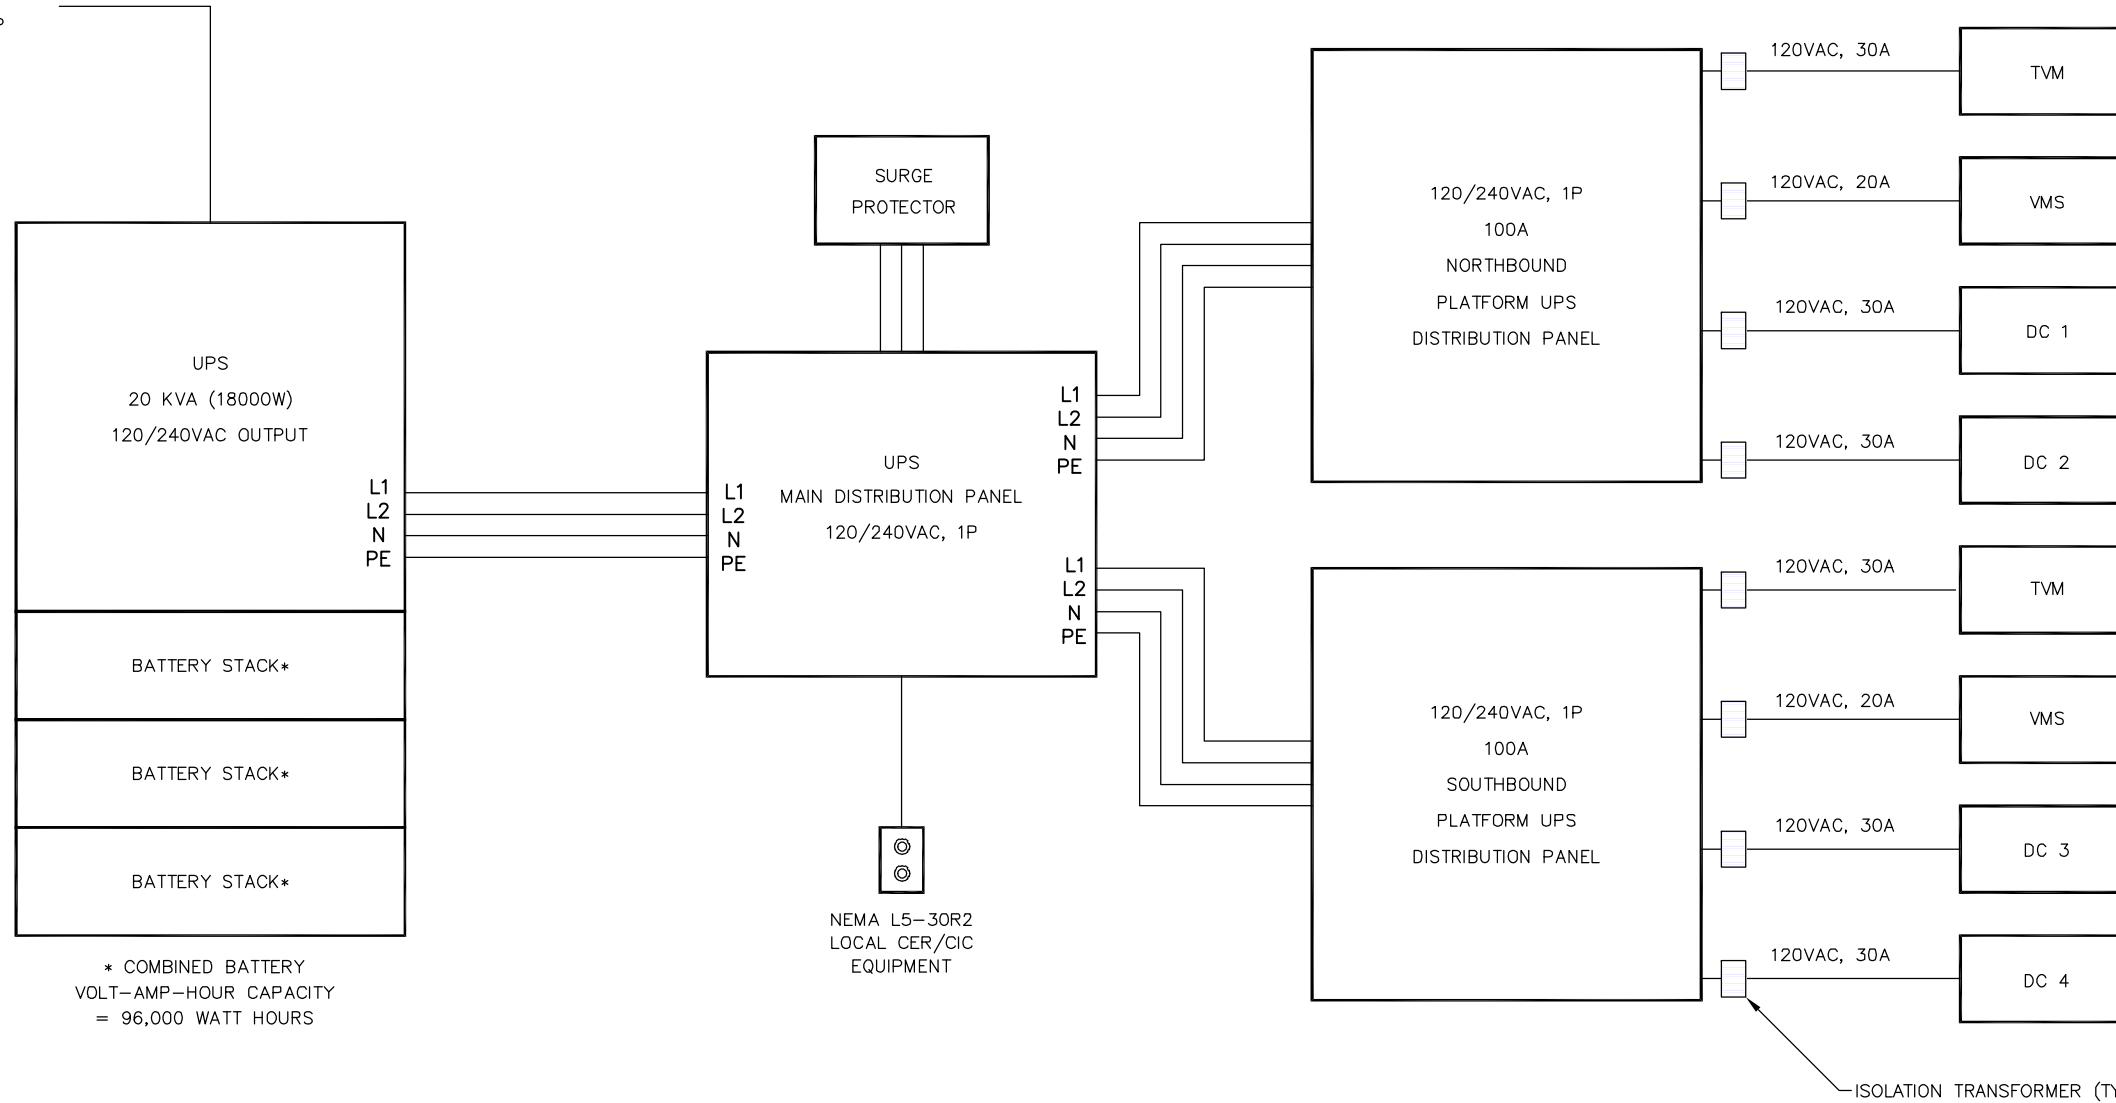 UPS
20 KVA (18000W)
120/240VAC OUTPUT
L1
L2
N
PE
BATTERY STACK*
BATTERY STACK*
BATTERY STACK*
* COMBINED BATTERY
VOLT-AMP-HOUR CAPACITY
= 96,000 WATT HOURS
SURGE
PROTECTOR
L1
L2
N
PE
UPS
MAIN DISTRIBUTION PANEL
120/240VAC, 1P
L1
L2
N
PE
L1
L2
N
PE
NEMA L5-30R2
LOCAL CER/CIC
EQUIPMENT
120/240VAC, 1P
100A
NORTHBOUND
PLATFORM UPS
DISTRIBUTION PANEL
120VAC, 30A
TVM
120VAC, 20A
VMS
120VAC, 30A
DC 1
120VAC, 30A
DC 2
120/240VAC, 1P
100A
SOUTHBOUND
PLATFORM UPS
DISTRIBUTION PANEL
120VAC, 30A
TVM
120VAC, 20A
VMS
120VAC, 30A
DC 3
120VAC, 30A
DC 4
ISOLATION TRANSFORMER